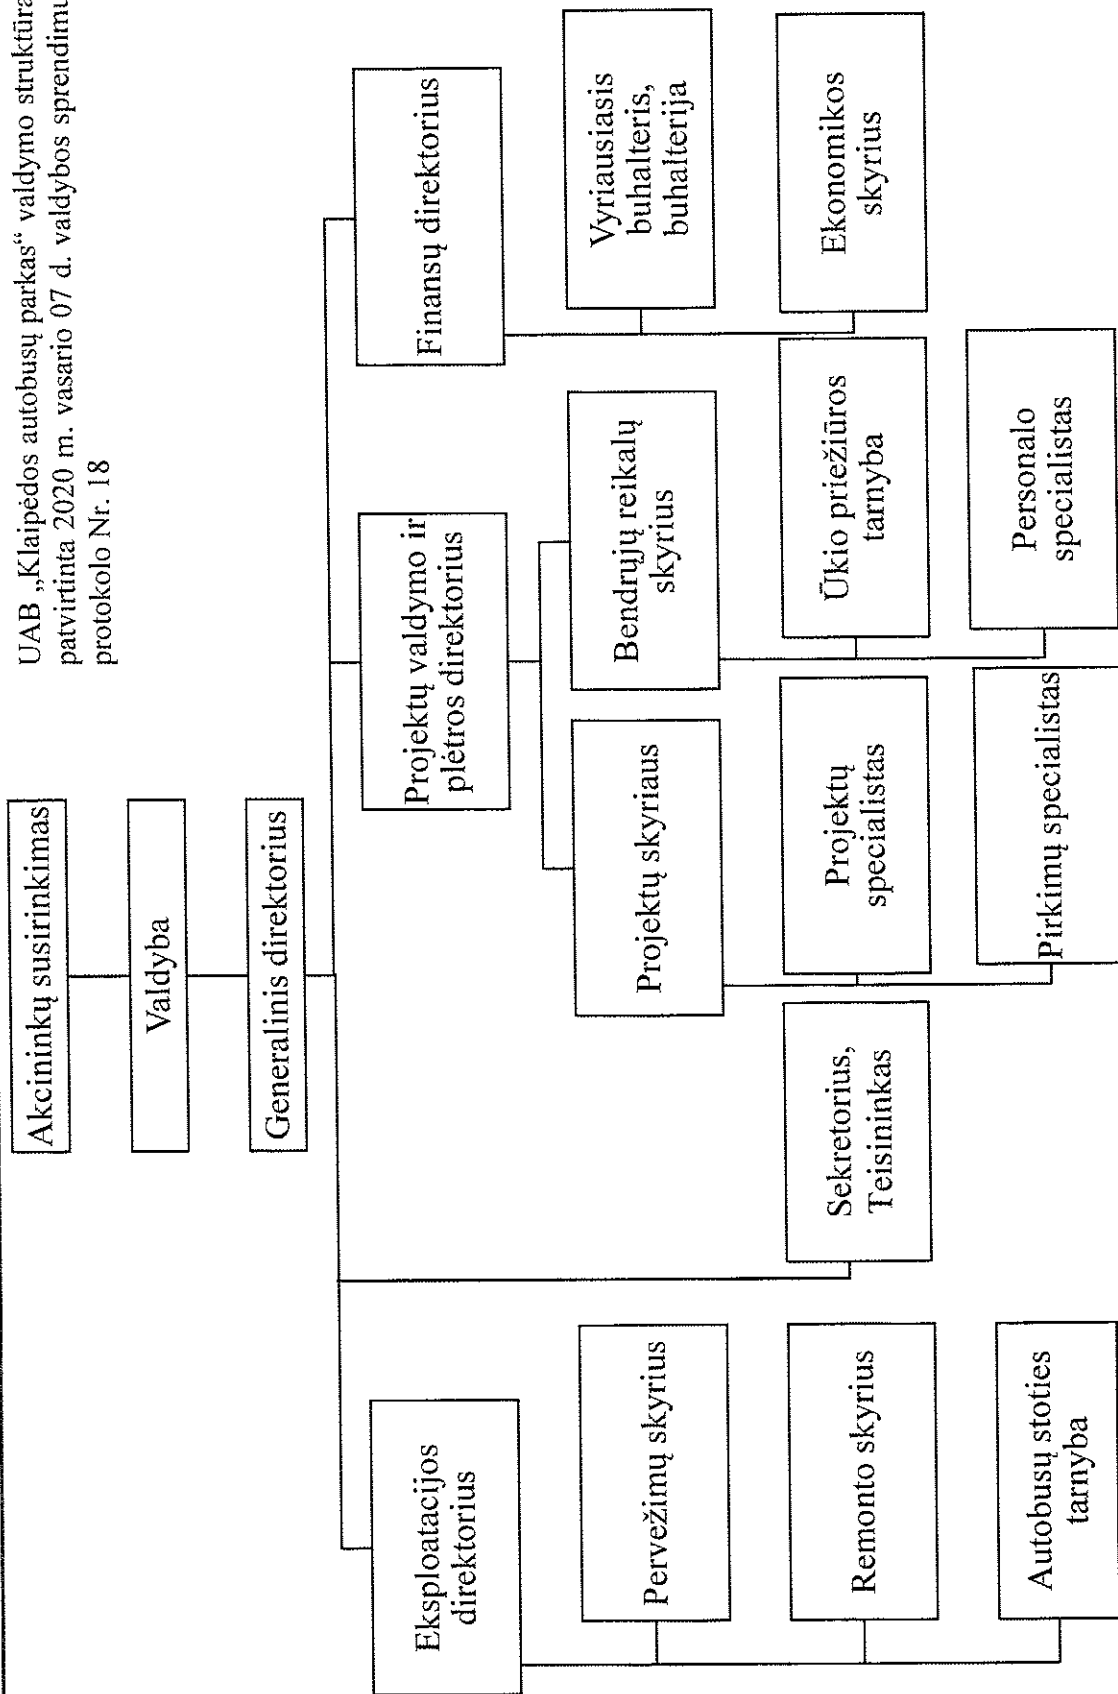 UAB „Klaipėdos autobusų parkas“ valdymo struktūra
patvirtinta 2020 m. vasario 07 d. valdybos sprendimu
protokolo Nr. 18
Akcininkų susirinkimas
Valdyba
Generalinis direktorius
Eksploatacijos
direktorius
Projektų valdymo ir
plėtros direktorius
Finansų direktorius
Pervežimų skyrius
Projektų skyriaus
Bendrųjų reikalų
skyrius
Vyriausiasis
buhalteris,
buhalterija
Remonto skyrius
Sekretorius,
Teisininkas
Projektų
specialistas
Ūkio priežiūros
tarnyba
Ekonomikos
skyrius
Autobusų stoties
tarnyba
Pirkimų specialistas
Personalo
specialistas